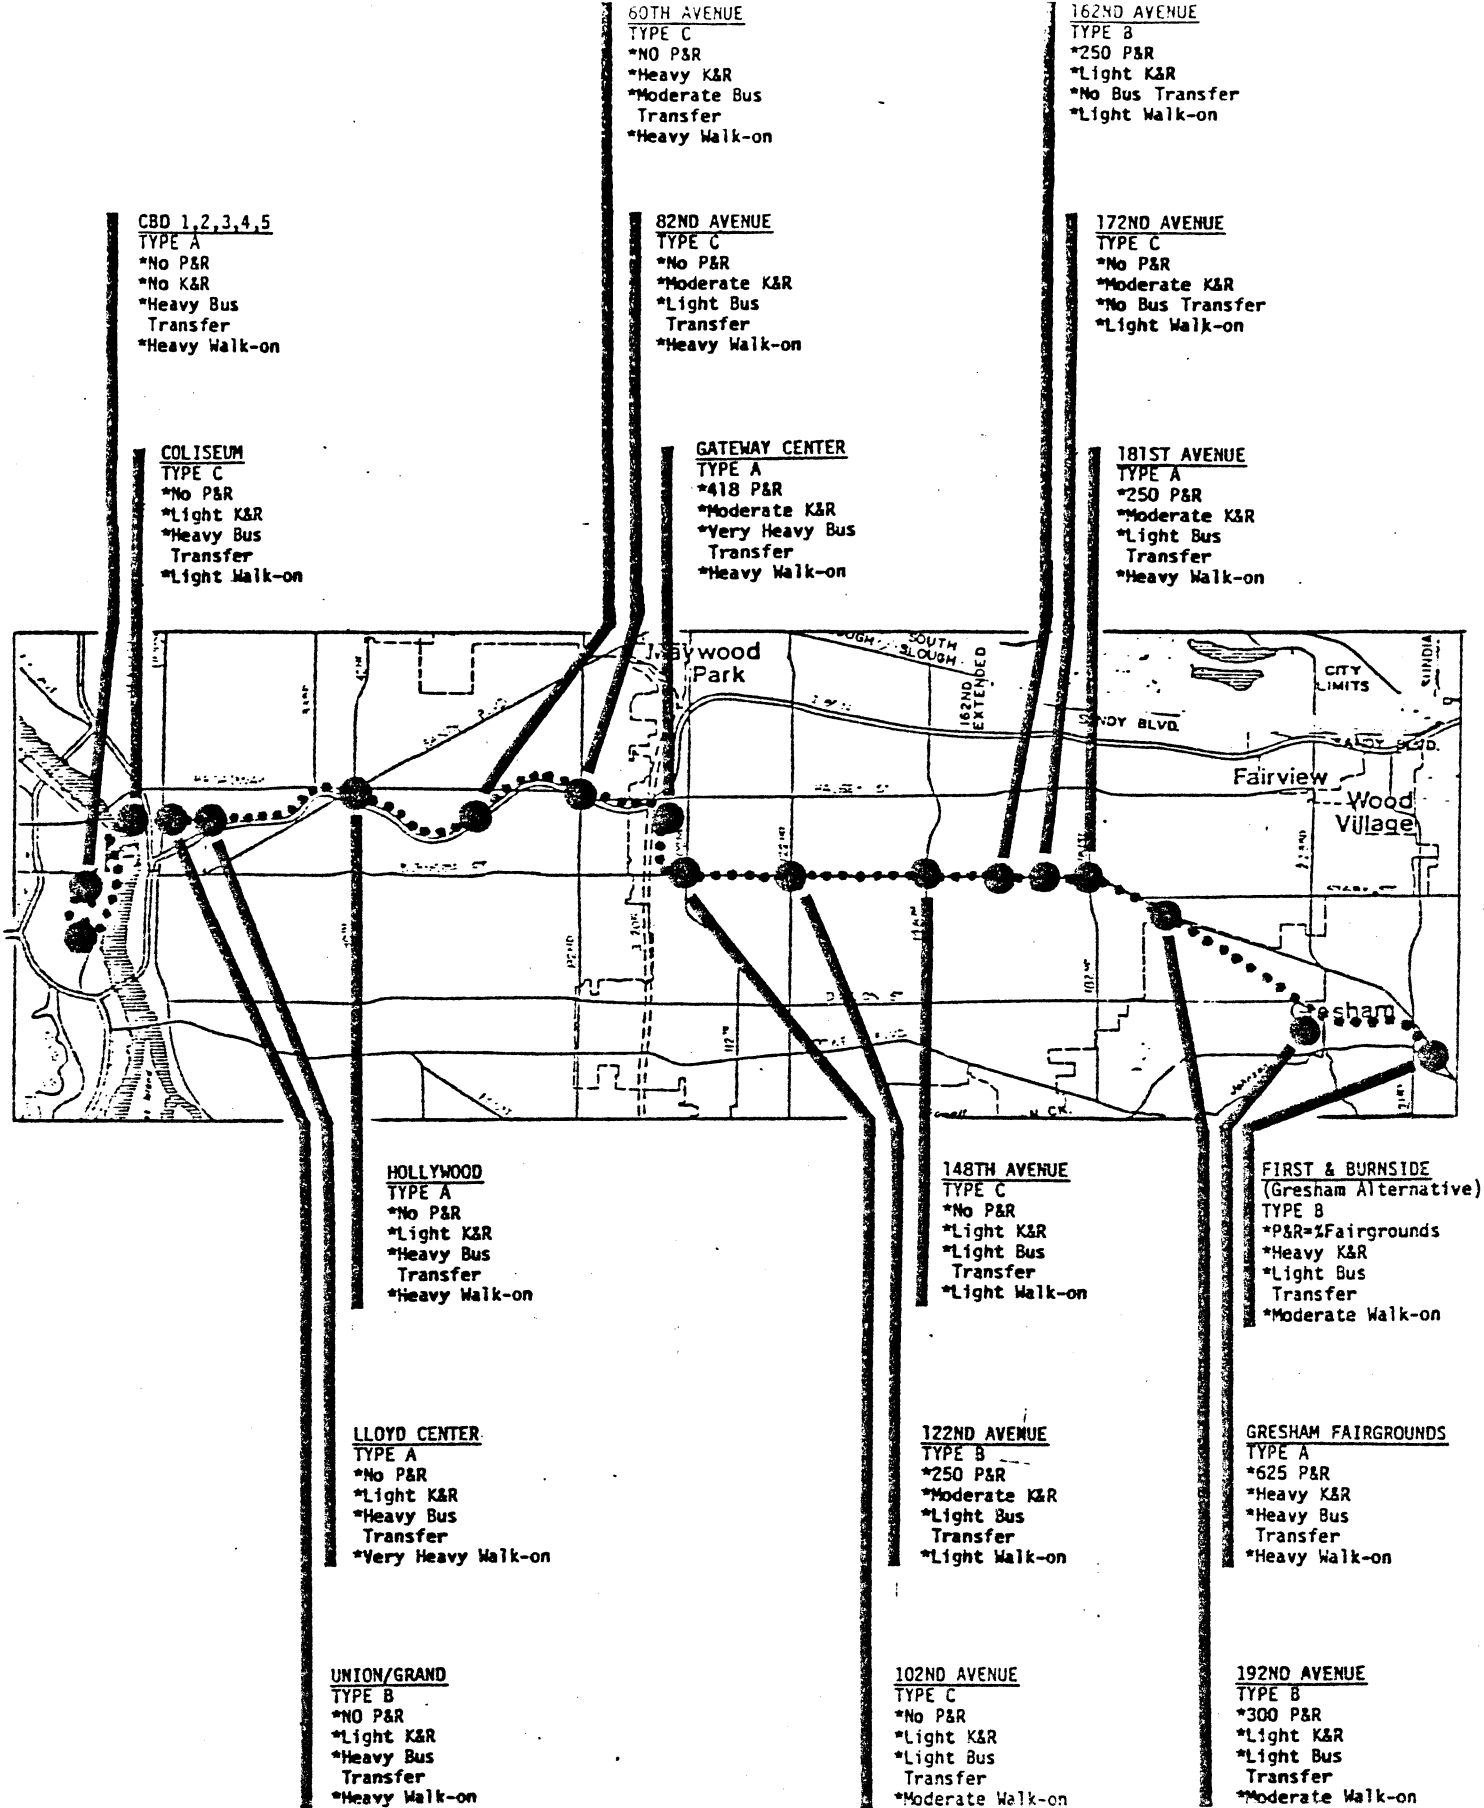 60TH AVENUE
TYPE C
*NO P&R
*Heavy K&R
*Moderate Bus
Transfer
*Heavy Walk-on
162ND AVENUE
TYPE B
*250 P&R
*Light K&R
*No Bus Transfer
*Light Walk-on
CBD 1,2,3,4,5
TYPE A
*No P&R
*No K&R
*Heavy Bus
Transfer
*Heavy Walk-on
82ND AVENUE
TYPE C
*No P&R
*Moderate K&R
*Light Bus
Transfer
*Heavy Walk-on
172ND AVENUE
TYPE C
*No P&R
*Moderate K&R
*No Bus Transfer
*Light Walk-on
COLISEUM
TYPE C
*No P&R
*Light K&R
*Heavy Bus
Transfer
*Light Walk-on
GATEWAY CENTER
TYPE A
*418 P&R
*Moderate K&R
*Very Heavy Bus
Transfer
*Heavy Walk-on
181ST AVENUE
TYPE A
*250 P&R
*Moderate K&R
*Light Bus
Transfer
*Heavy Walk-on
Park
SOUTH
SLOUGH
162ND
EXTENDED
CITY
LIMITS
BLVD.
Fairview
Wood
Village
sham
CK.
HOLLYWOOD
TYPE A
*No P&R
*Light K&R
*Heavy Bus
Transfer
*Heavy Walk-on
148TH AVENUE
TYPE C
*No P&R
*Light K&R
*Light Bus
Transfer
*Light Walk-on
FIRST & BURNSIDE
(Gresham Alternative)
TYPE B
*P&R=%Fairgrounds
*Heavy K&R
*Light Bus
Transfer
*Moderate Walk-on
LLOYD CENTER
TYPE A
*No P&R
*Light K&R
*Heavy Bus
Transfer
*Very Heavy Walk-on
122ND AVENUE
TYPE B
*250 P&R
*Moderate K&R
*Light Bus
Transfer
*Light Walk-on
GRESHAM FAIRGROUNDS
TYPE A
*625 P&R
*Heavy K&R
*Heavy Bus
Transfer
*Heavy Walk-on
UNION/GRAND
TYPE B
*NO P&R
*Light K&R
*Heavy Bus
Transfer
*Heavy Walk-on
102ND AVENUE
TYPE C
*No P&R
*Light K&R
*Light Bus
Transfer
*Moderate Walk-on
192ND AVENUE
TYPE B
*300 P&R
*Light K&R
*Light Bus
Transfer
*Moderate Walk-on